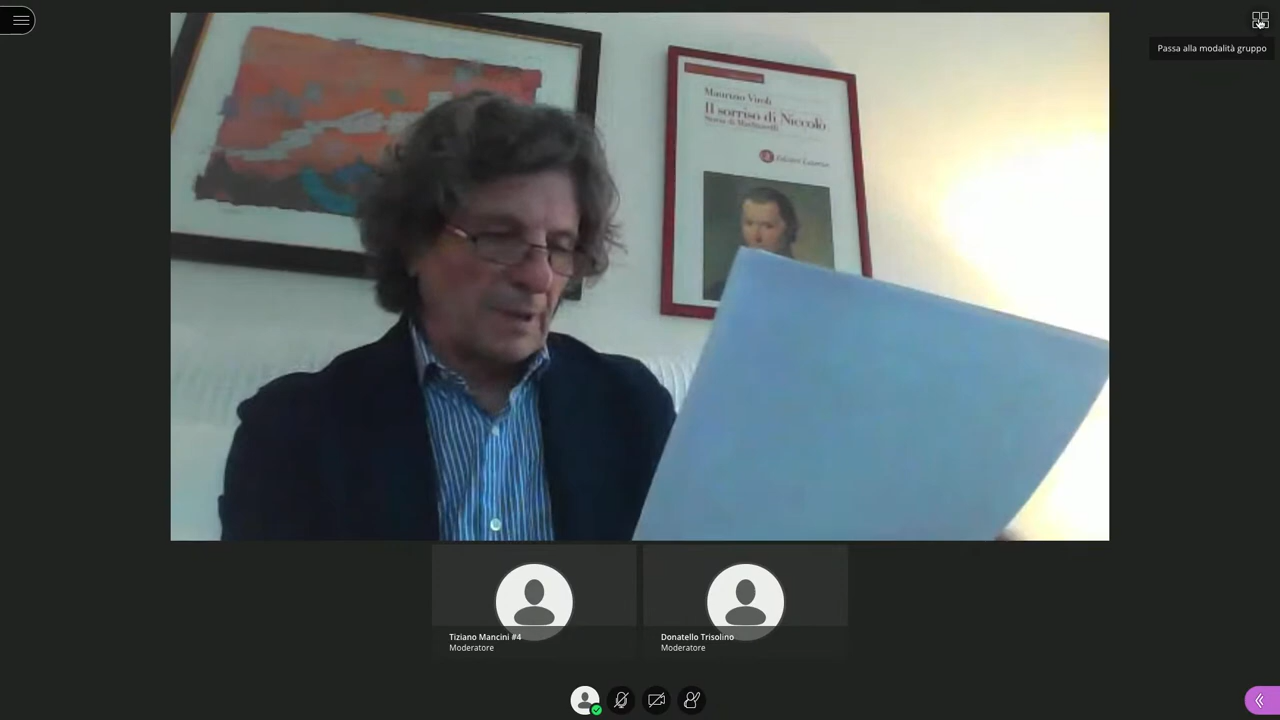 Passa alla modalità gruppo
Maurizio Viroli
Il sorriso di Niccolò
Storia di Machiavelli
Editori Laterza
Tiziano Mancini #4
Moderatore
Donatello Trisolino
Moderatore